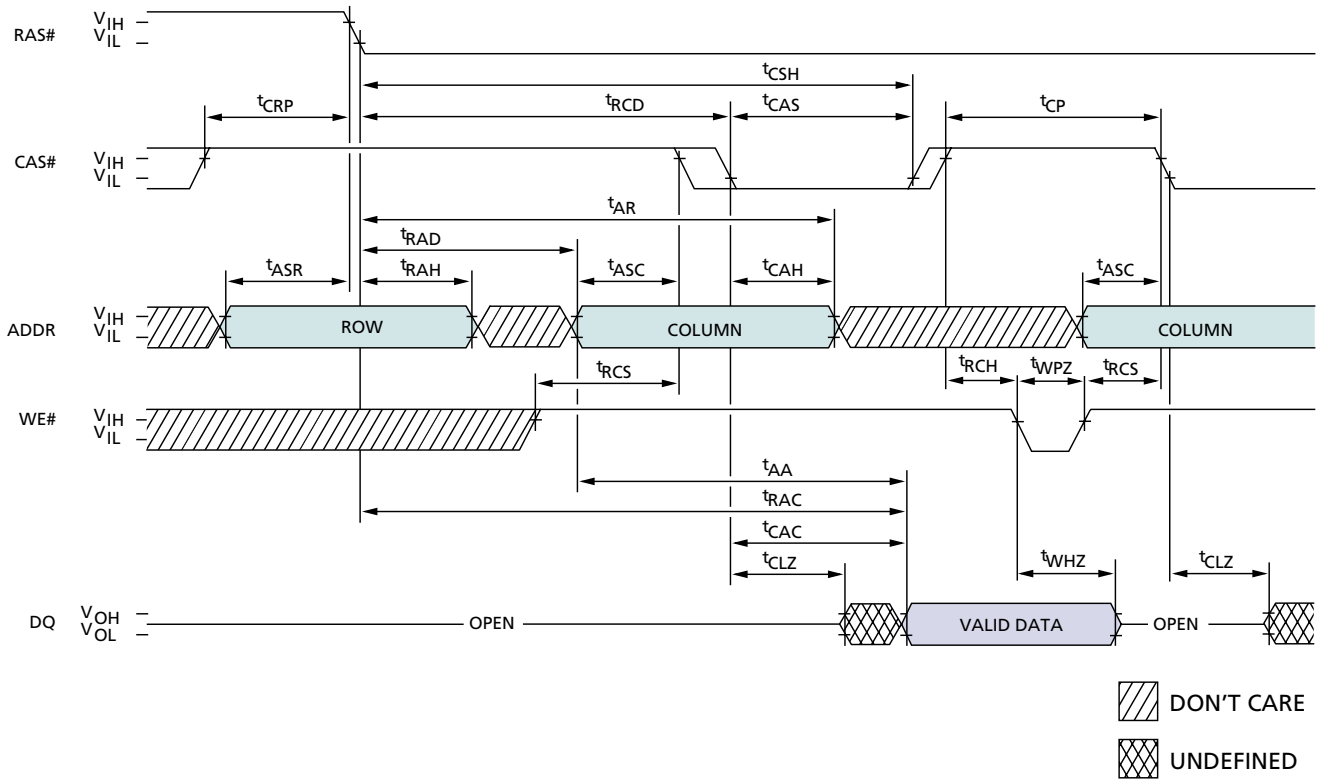 RAS# VIH
VIL
tCSH
tCRP tRCD tCAS tCP
CAS# VIH
VIL
tAR
tRAD
tASR tRAH tASC tCAH tASC
ADDR VIH
VIL
ROW COLUMN COLUMN
tRCS tRCH tWPZ tRCS
WE# VIH
VIL
tAA
tRAC
tCAC
tCLZ tWHZ tCLZ
DQ VOH
VOL
OPEN VALID DATA OPEN
DON'T CARE
UNDEFINED